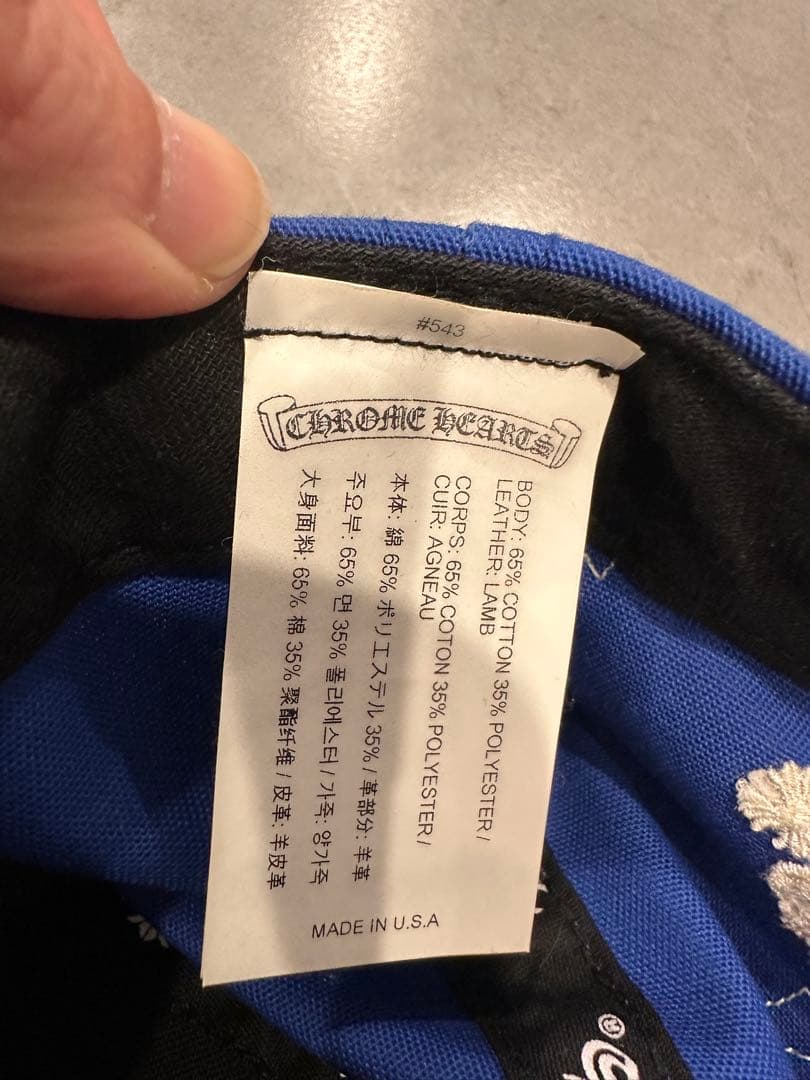 #543
CHROME HEARTS
BODY: 65% COTTON 35% POLYESTER /
LEATHER: LAMB
CORPS: 65% COTON 35% POLYESTER /
CUIR: AGNEAU
本体: 綿 65% ポリエステル 35% / 革部分: 羊革
주요부: 65% 면 35% 폴리에스터 / 가죽: 양가죽
大身面料: 65% 棉 35% 聚酯纤维 / 皮革: 羊皮革
MADE IN U.S.A
®